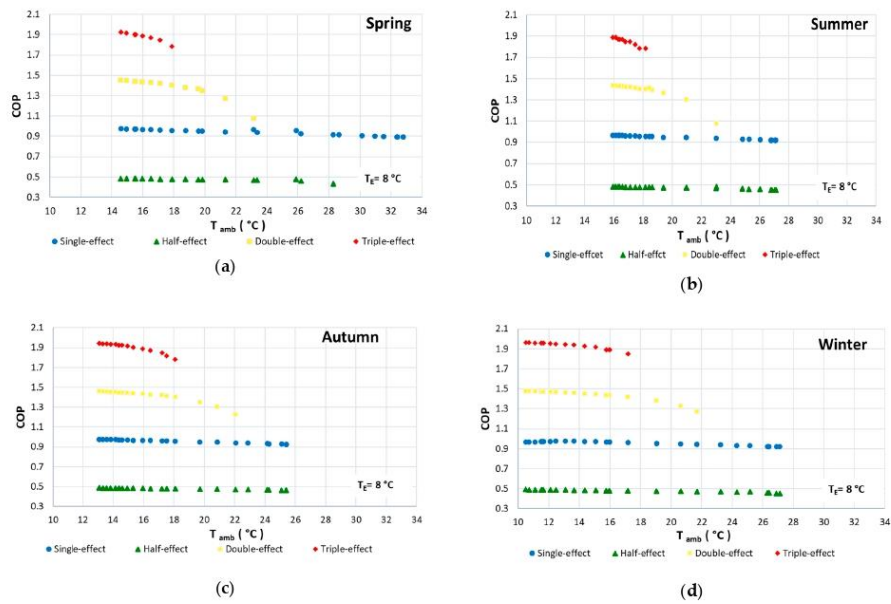 Spring
2.1
1.9
1.7
1.5
1.3
1.1
0.9
0.7
0.5
0.3
COP
T_E= 8 °C
10 12 14 16 18 20 22 24 26 28 30 32 34
T amb ( °C)
Single-effect Half-effect Double-effect Triple-effect
(a)
Summer
2.1
1.9
1.7
1.5
1.3
1.1
0.9
0.7
0.5
0.3
COP
T_E= 8 °C
10 12 14 16 18 20 22 24 26 28 30 32 34
T amb ( °C)
Single-effcet Half-effct Double-effect Triple-effect
(b)
Autumn
2.1
1.9
1.7
1.5
1.3
1.1
0.9
0.7
0.5
0.3
COP
T_E= 8 °C
10 12 14 16 18 20 22 24 26 28 30 32 34
T amb ( °C)
Single-effect Half-effect Double-effect Triple-effect
(c)
Winter
2.1
1.9
1.7
1.5
1.3
1.1
0.9
0.7
0.5
0.3
COP
T_E= 8 °C
10 12 14 16 18 20 22 24 26 28 30 32 34
T amb ( °C)
Single-effect Half-effect Double-effect Triple-effect
(d)